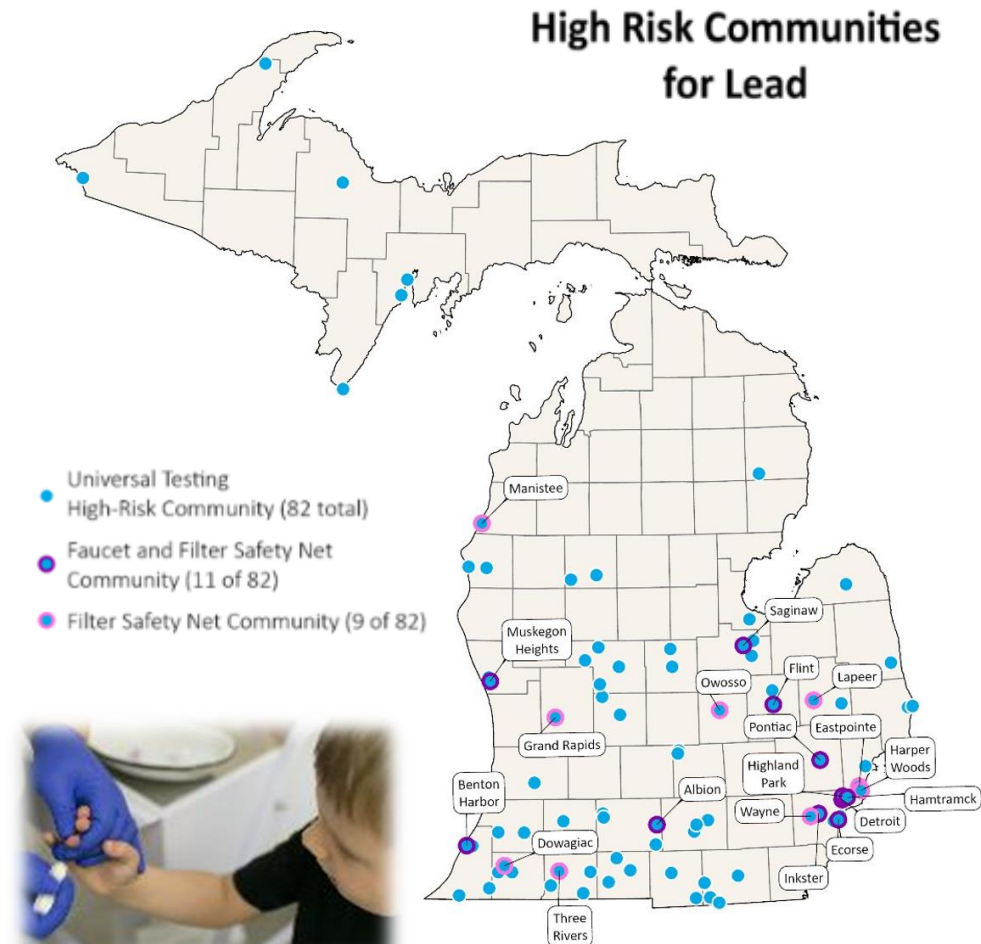 High Risk Communities
for Lead
Universal Testing
High-Risk Community (82 total)
Faucet and Filter Safety Net
Community (11 of 82)
Filter Safety Net Community (9 of 82)
Manistee
Saginaw
Muskegon
Heights
Flint
Owosso
Lapeer
Pontiac
Eastpointe
Grand Rapids
Highland
Park
Harper
Woods
Benton
Harbor
Albion
Hamtramck
Wayne
Detroit
Dowagiac
Ecorse
Inkster
Three
Rivers